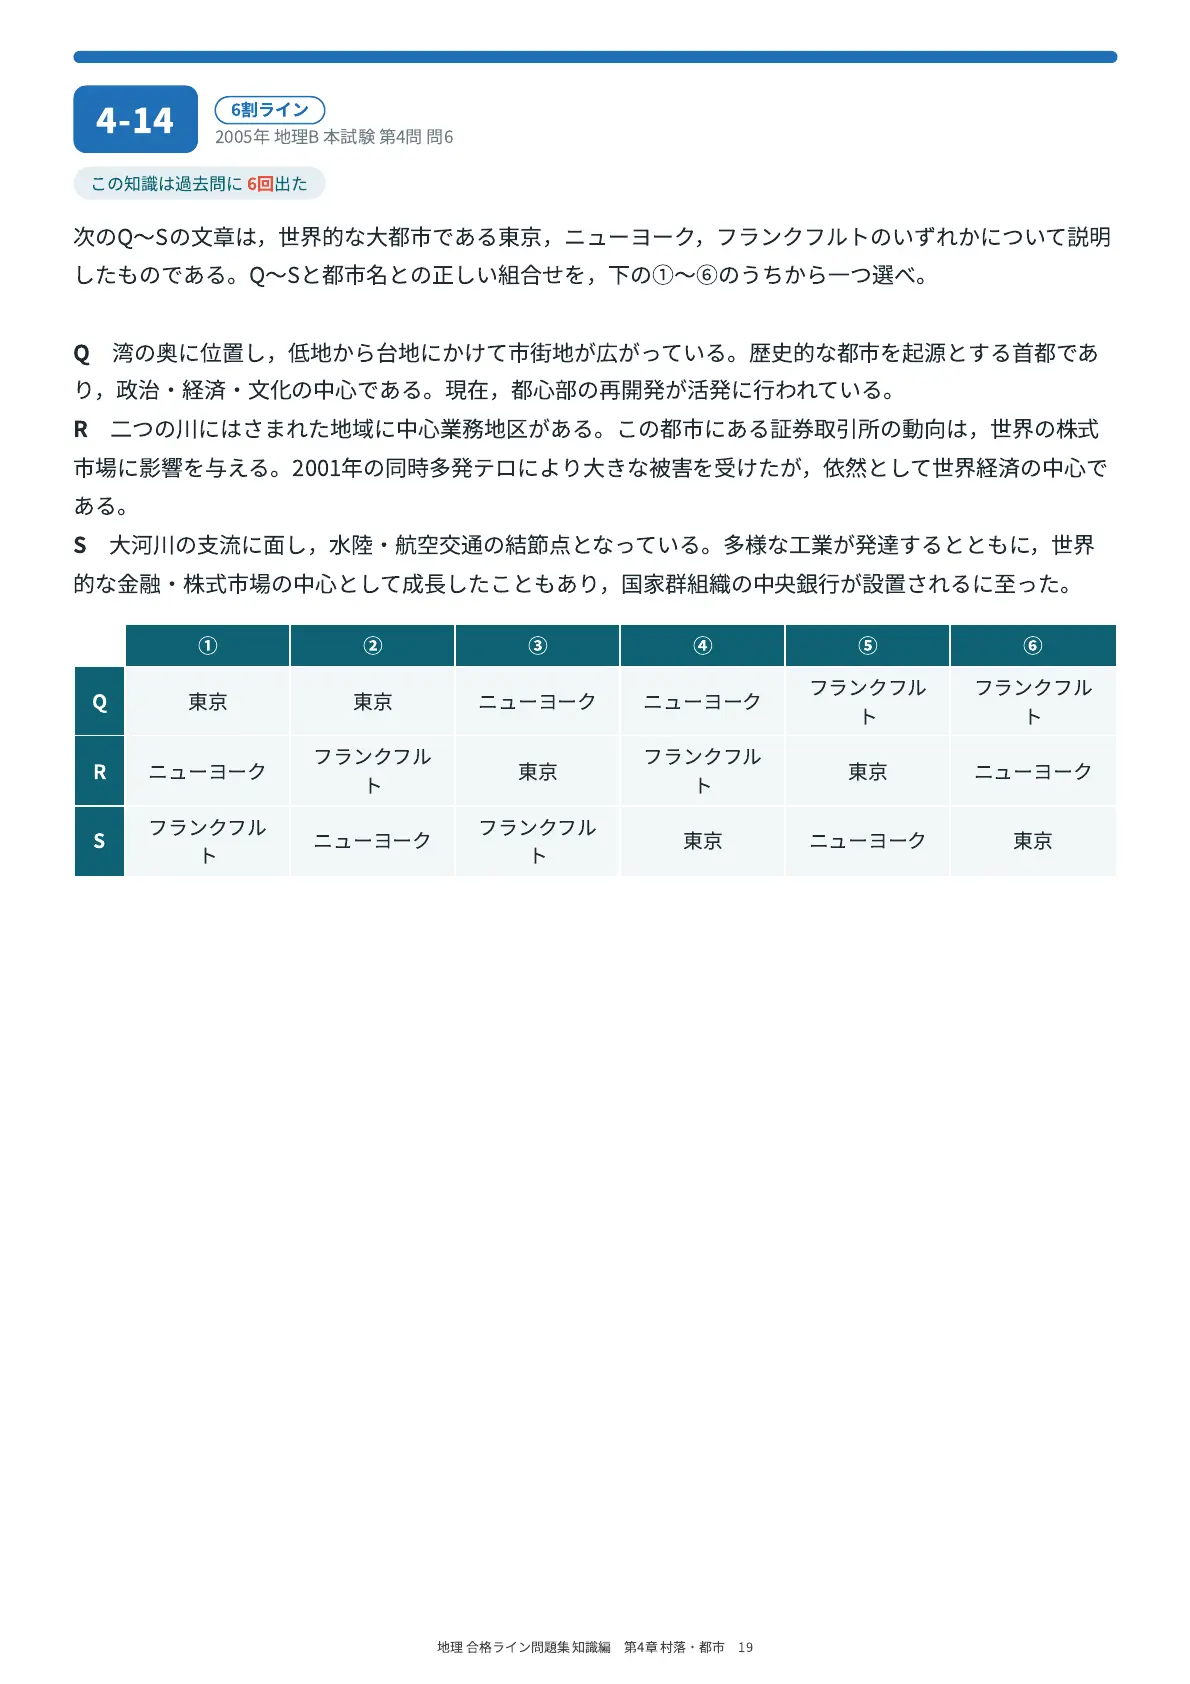 4-14
6割ライン
2005年 地理B 本試験 第4問 問6
この知識は過去問に 6回出た
次のQ〜Sの文章は，世界的な大都市である東京，ニューヨーク，フランクフルトのいずれかについて説明
したものである。Q〜Sと都市名との正しい組合せを，下の①〜⑥のうちから一つ選べ。
Q　湾の奥に位置し，低地から台地にかけて市街地が広がっている。歴史的な都市を起源とする首都であ
り，政治・経済・文化の中心である。現在，都心部の再開発が活発に行われている。
R　二つの川にはさまれた地域に中心業務地区がある。この都市にある証券取引所の動向は，世界の株式
市場に影響を与える。2001年の同時多発テロにより大きな被害を受けたが，依然として世界経済の中心で
ある。
S　大河川の支流に面し，水陸・航空交通の結節点となっている。多様な工業が発達するとともに，世界
的な金融・株式市場の中心として成長したこともあり，国家群組織の中央銀行が設置されるに至った。
① ② ③ ④ ⑤ ⑥
Q 東京 東京 ニューヨーク ニューヨーク フランクフルト フランクフルト
R ニューヨーク フランクフルト 東京 フランクフルト 東京 ニューヨーク
S フランクフルト ニューヨーク フランクフルト 東京 ニューヨーク 東京
地理 合格ライン問題集 知識編　第4章 村落・都市　19